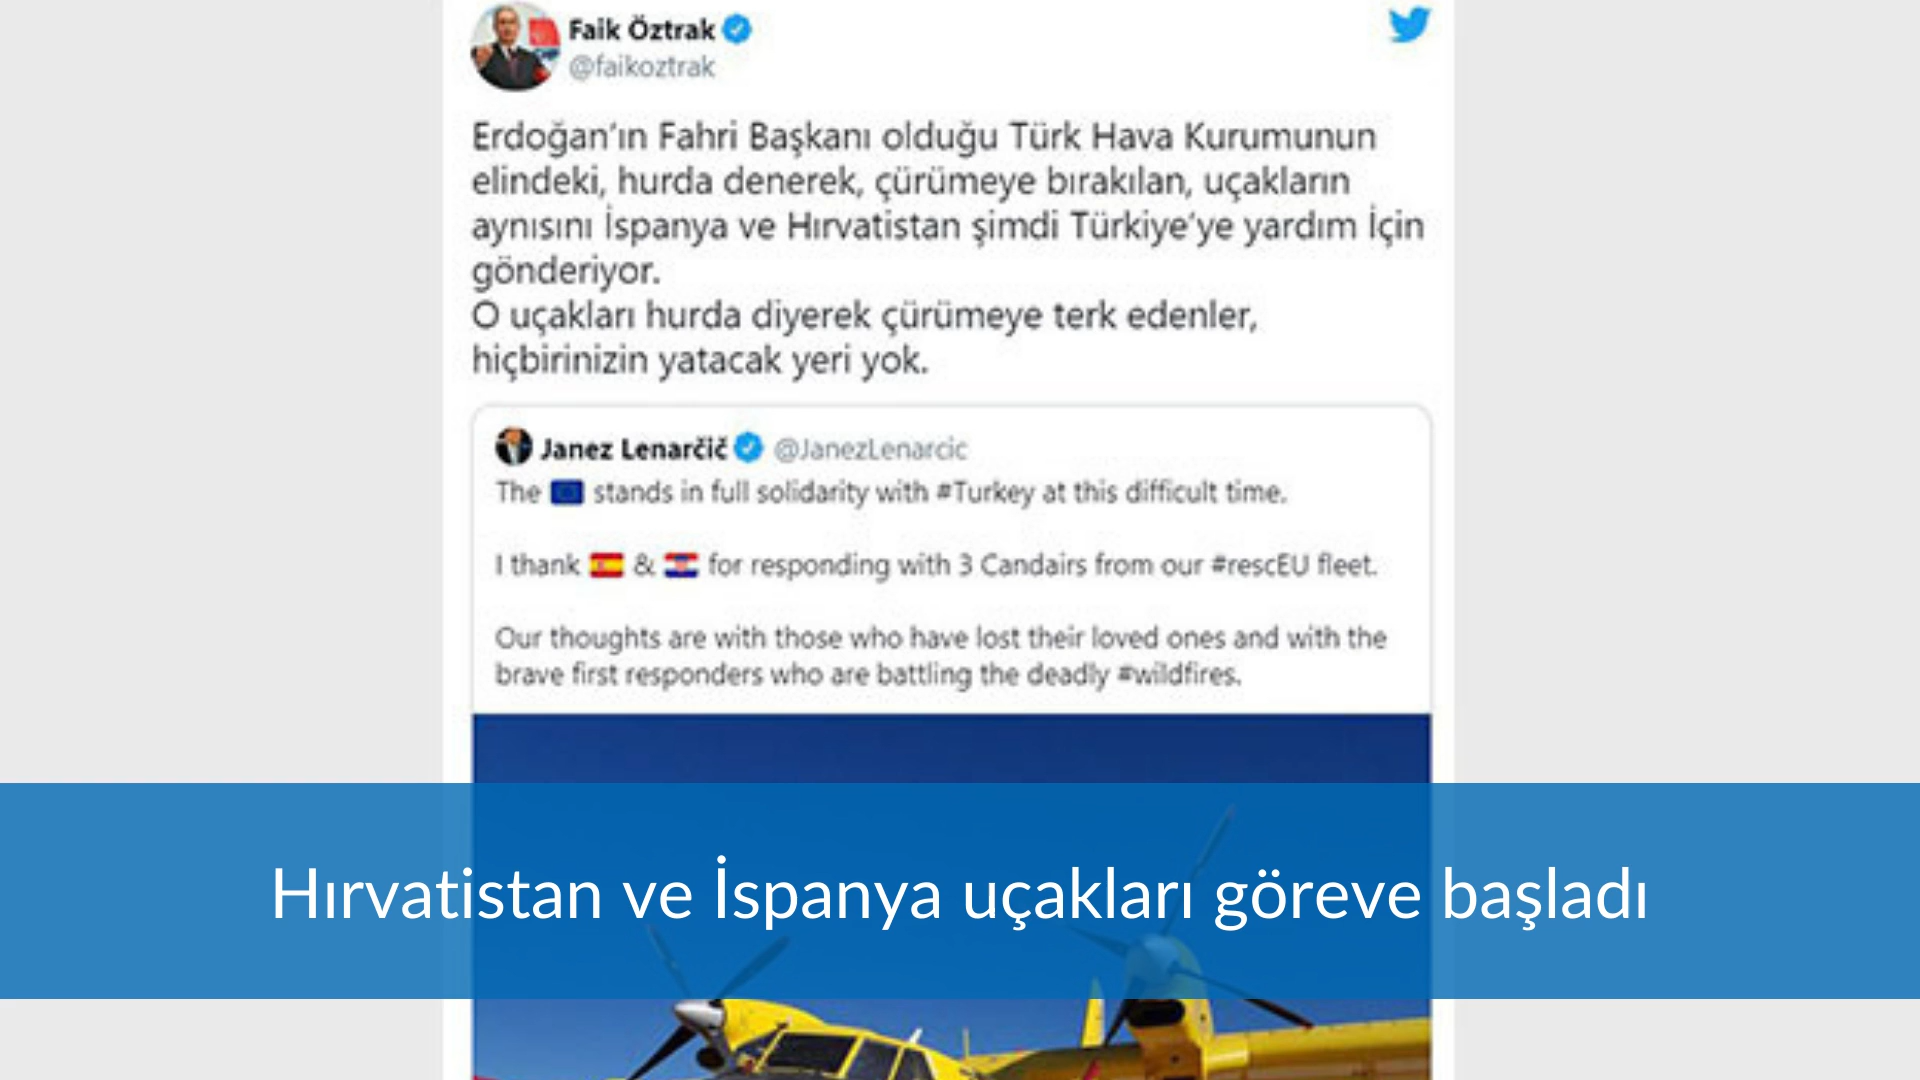 Faik Öztrak
@faikoztrak
Erdoğan'ın Fahri Başkanı olduğu Türk Hava Kurumunun
elindeki, hurda denerek, çürümeye bırakılan, uçakların
aynısını İspanya ve Hırvatistan şimdi Türkiye'ye yardım İçin
gönderiyor.
O uçakları hurda diyerek çürümeye terk edenler,
hiçbirinizin yatacak yeri yok.
Janez Lenarčič @JanezLenarcic
The 🇪🇺 stands in full solidarity with #Turkey at this difficult time.
I thank 🇪🇸 & 🇭🇷 for responding with 3 Candairs from our #rescEU fleet.
Our thoughts are with those who have lost their loved ones and with the
brave first responders who are battling the deadly #wildfires.
Hırvatistan ve İspanya uçakları göreve başladı